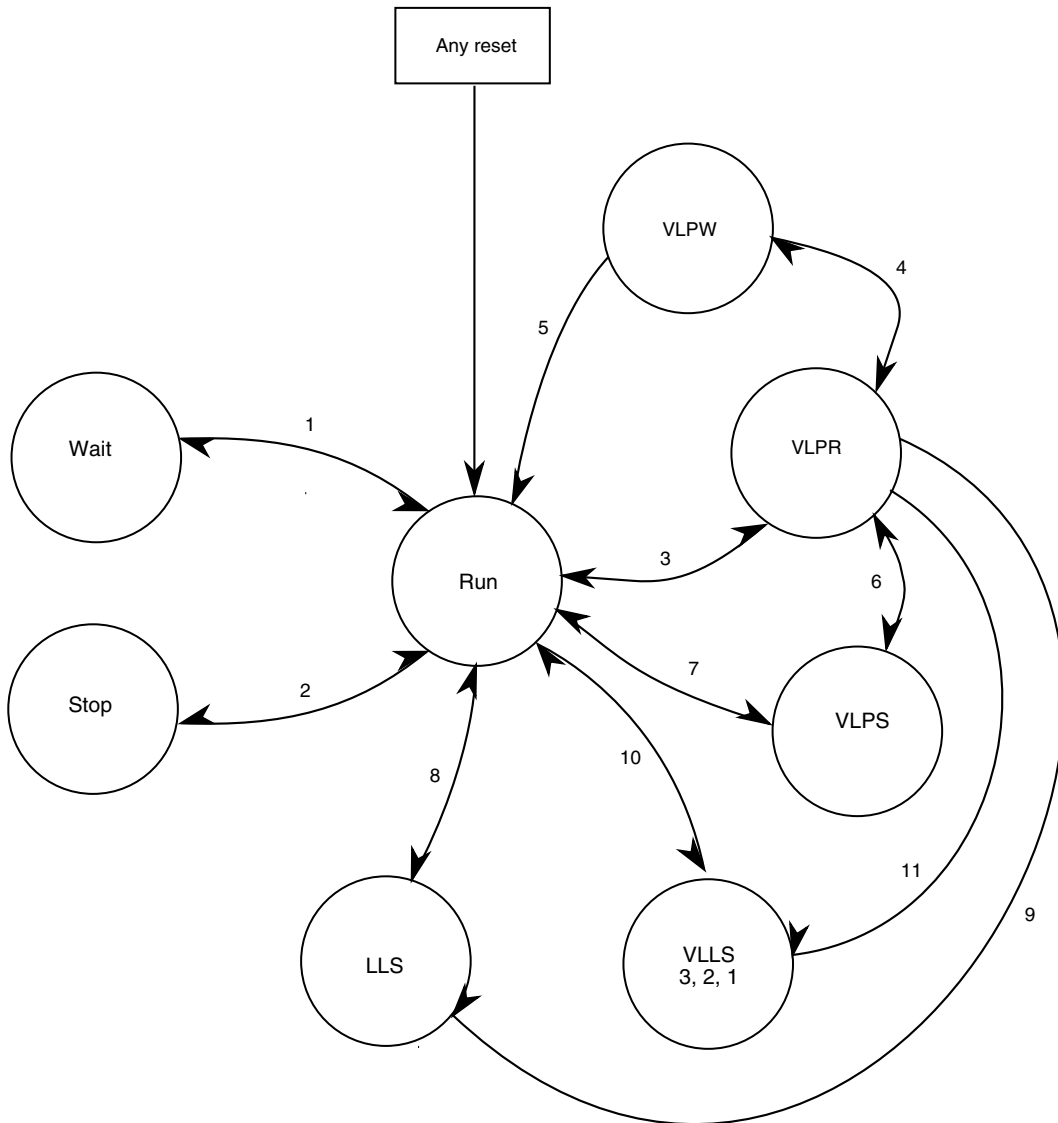 Any reset
VLPW
4
5
Wait
1
VLPR
3
Run
6
Stop
2
7
VLPS
10
8
11
9
LLS
VLLS
3, 2, 1